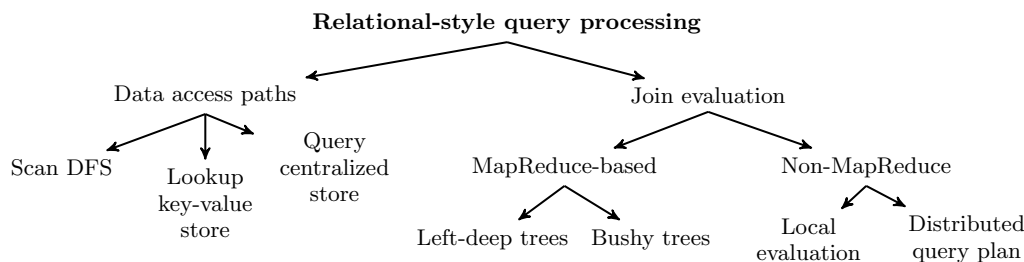 Relational-style query processing
Data access paths
Join evaluation
Scan DFS
Lookup
key-value
store
Query
centralized
store
MapReduce-based
Non-MapReduce
Left-deep trees
Bushy trees
Local
evaluation
Distributed
query plan